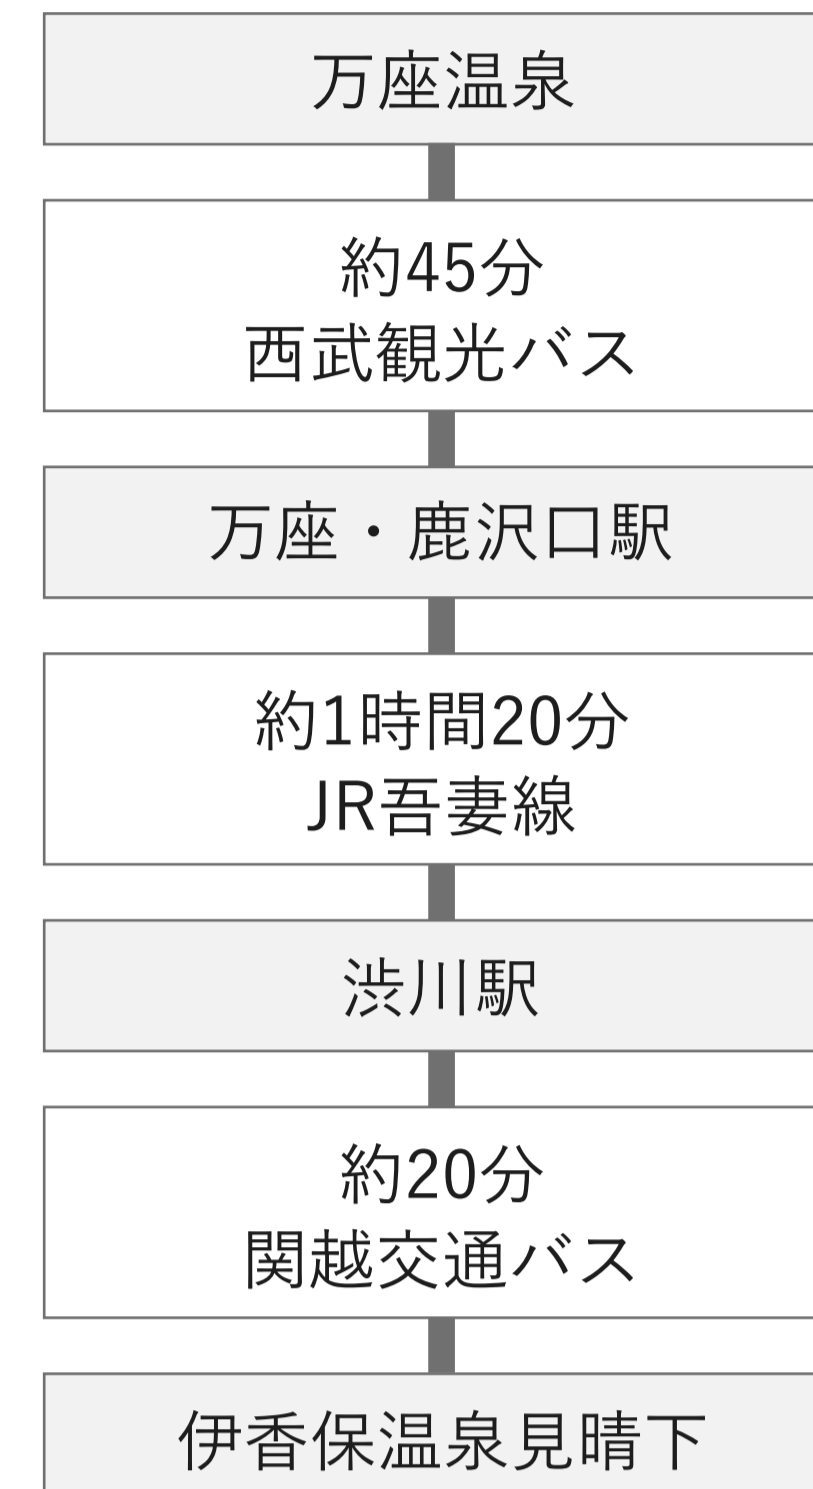 万座温泉
約45分
西武観光バス
万座・鹿沢口駅
約1時間20分
JR吾妻線
渋川駅
約20分
関越交通バス
伊香保温泉見晴下